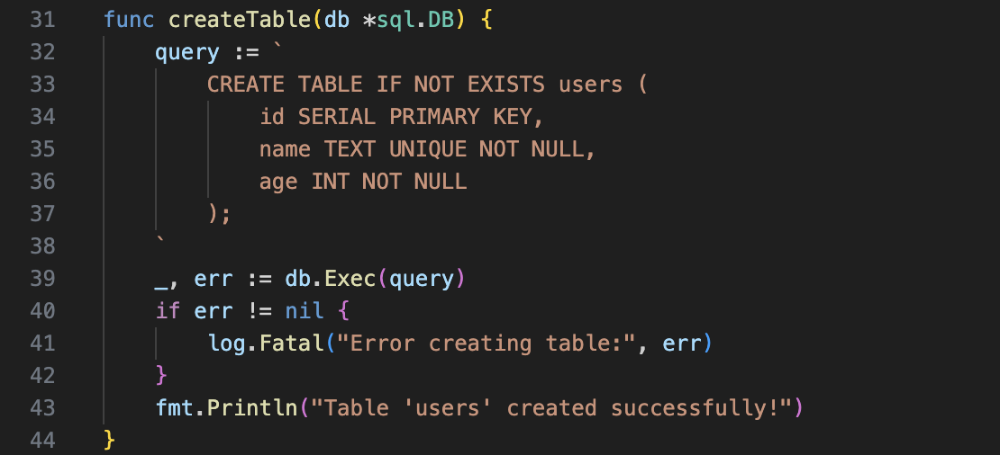 31 func createTable(db *sql.DB) {
32     query := `
33         CREATE TABLE IF NOT EXISTS users (
34             id SERIAL PRIMARY KEY,
35             name TEXT UNIQUE NOT NULL,
36             age INT NOT NULL
37         );
38     `
39     _, err := db.Exec(query)
40     if err != nil {
41         log.Fatal("Error creating table:", err)
42     }
43     fmt.Println("Table 'users' created successfully!")
44 }